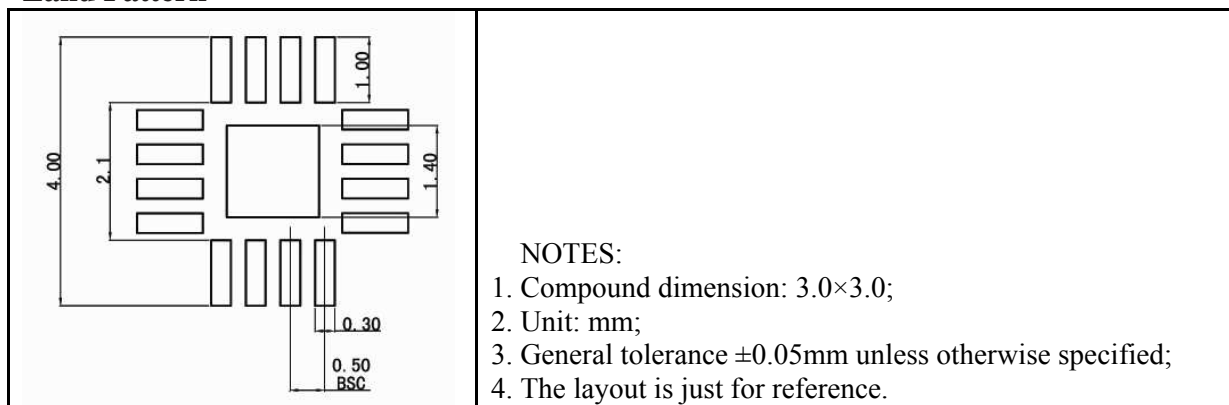 1.00
4.00
2.1
1.40
0.30
0.50
BSC
NOTES:
1. Compound dimension: 3.0×3.0;
2. Unit: mm;
3. General tolerance ±0.05mm unless otherwise specified;
4. The layout is just for reference.